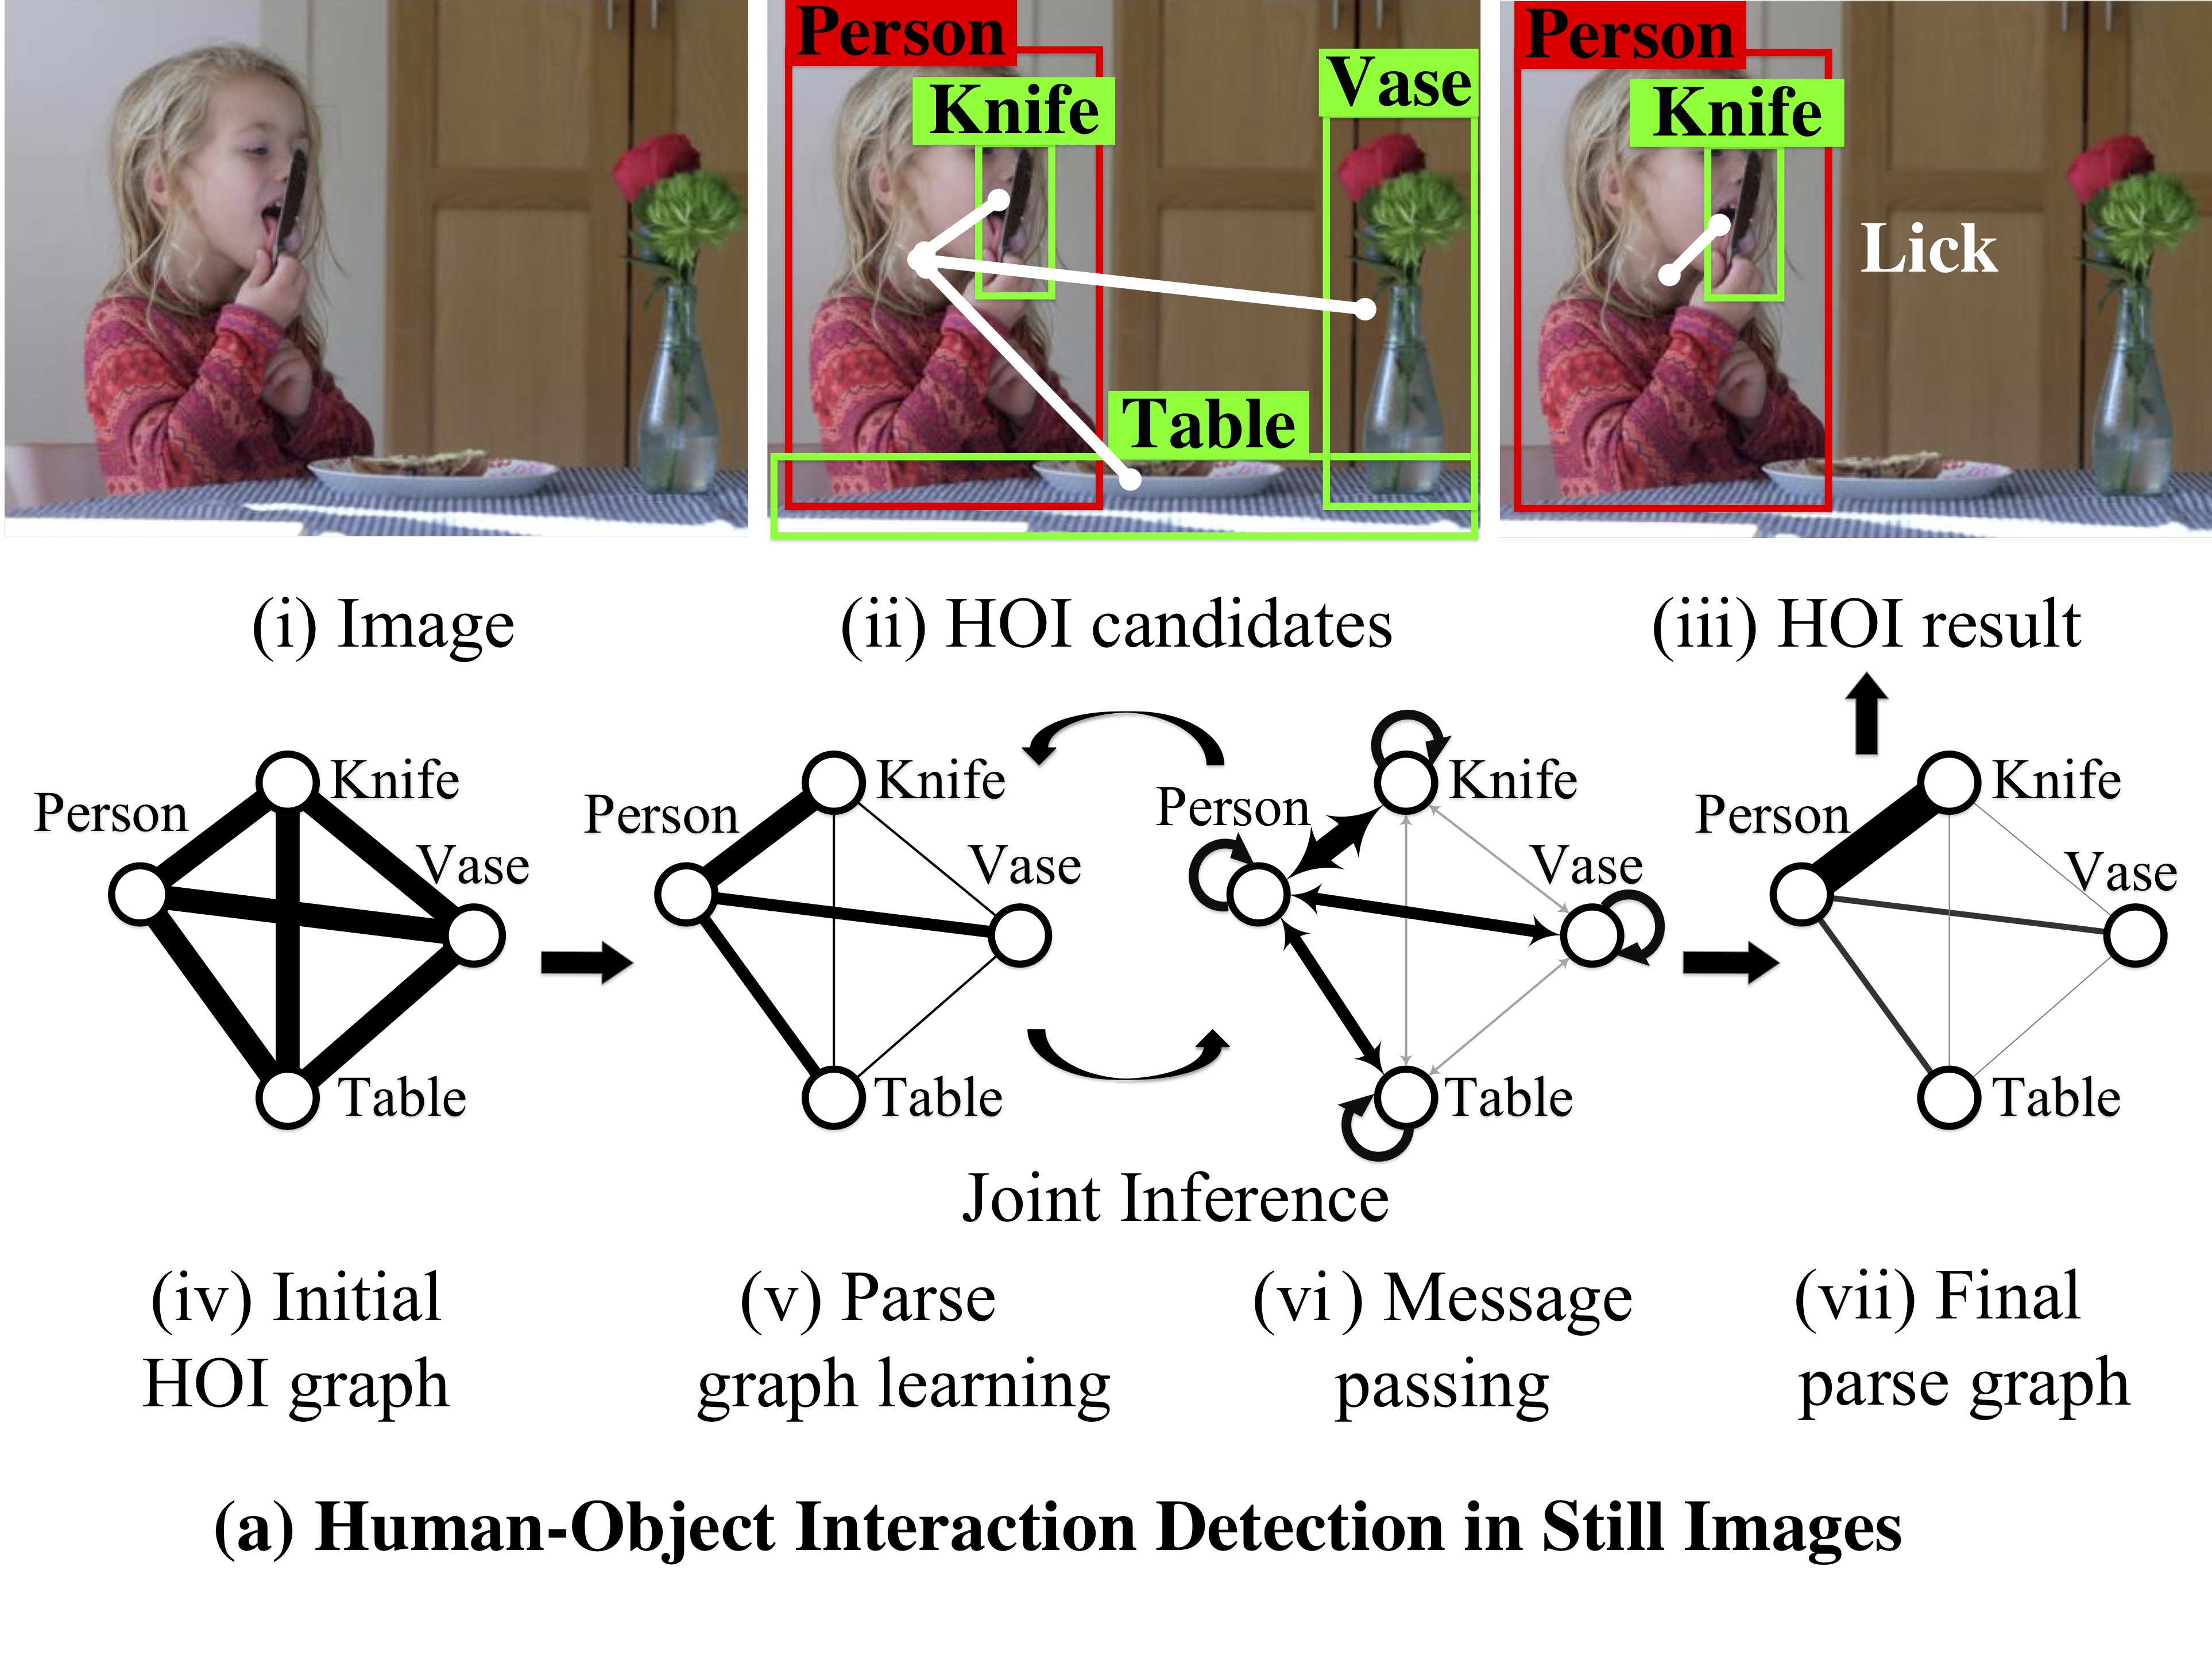 Person
Knife
Vase
Table
Person
Knife
Lick
(i) Image
(ii) HOI candidates
(iii) HOI result
Person
Knife
Vase
Table
Person
Knife
Vase
Table
Person
Knife
Vase
Table
Person
Knife
Vase
Table
Joint Inference
(iv) Initial
HOI graph
(v) Parse
graph learning
(vi) Message
passing
(vii) Final
parse graph
(a) Human-Object Interaction Detection in Still Images